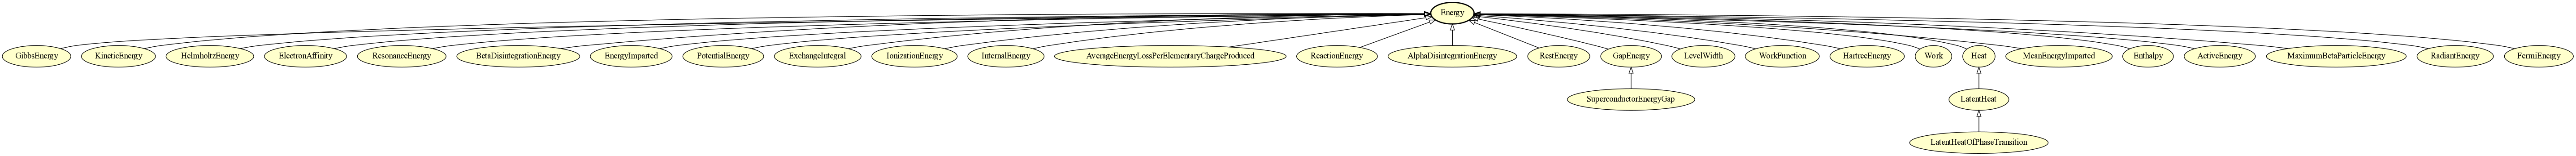 Energy
GibbsEnergy
KineticEnergy
HelmholtzEnergy
ElectronAffinity
ResonanceEnergy
BetaDisintegrationEnergy
EnergyImparted
PotentialEnergy
ExchangeIntegral
IonizationEnergy
InternalEnergy
AverageEnergyLossPerElementaryChargeProduced
ReactionEnergy
AlphaDisintegrationEnergy
RestEnergy
GapEnergy
LevelWidth
WorkFunction
HartreeEnergy
Work
Heat
MeanEnergyImparted
Enthalpy
ActiveEnergy
MaximumBetaParticleEnergy
RadiantEnergy
FermiEnergy
SuperconductorEnergyGap
LatentHeat
LatentHeatOfPhaseTransition